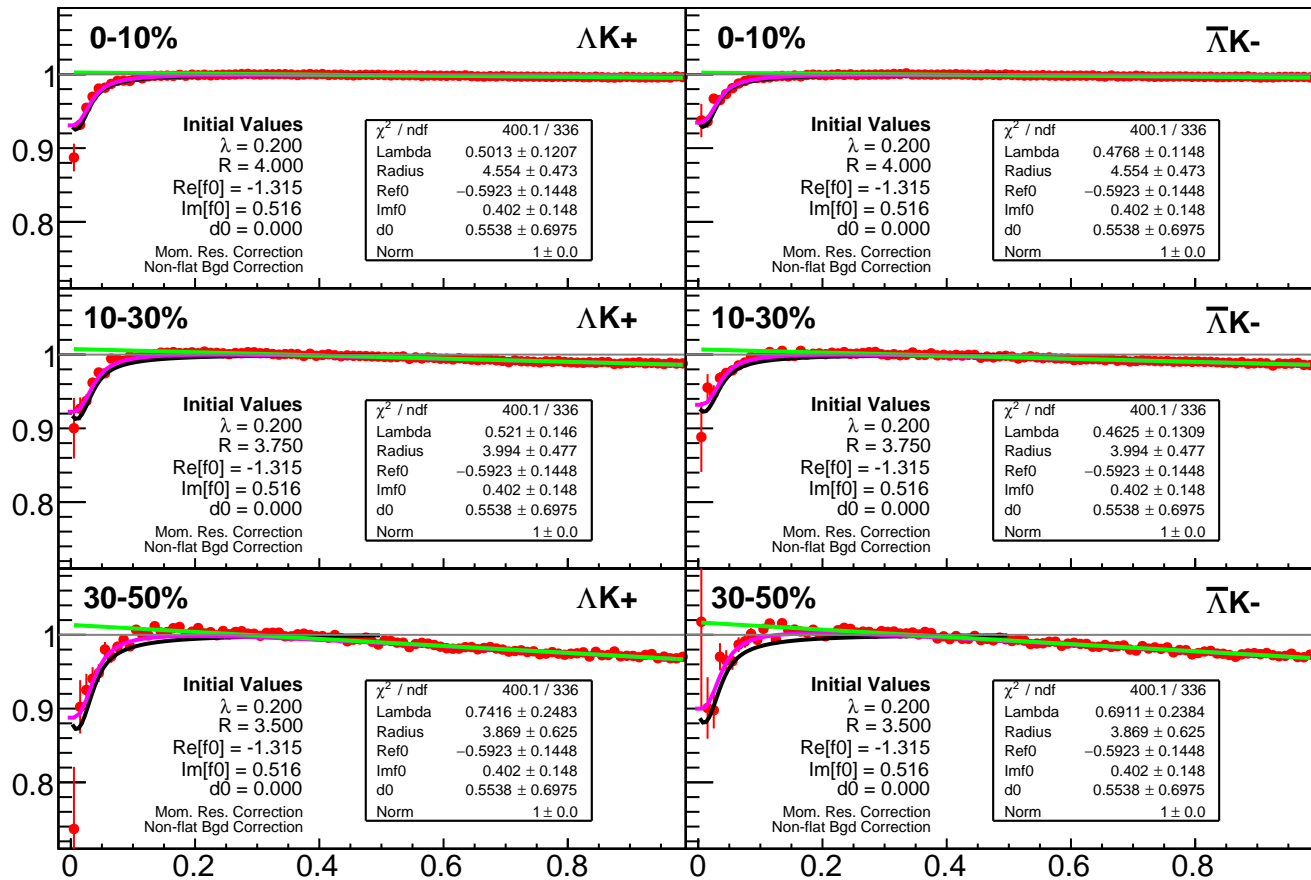 0-10%
ΛK+
1
0.9
0.8
Initial Values
λ = 0.200
R = 4.000
Re[f0] = -1.315
Im[f0] = 0.516
d0 = 0.000
Mom. Res. Correction
Non-flat Bgd Correction
χ² / ndf 400.1 / 336
Lambda 0.5013 ± 0.1207
Radius 4.554 ± 0.473
Ref0 −0.5923 ± 0.1448
Imf0 0.402 ± 0.148
d0 0.5538 ± 0.6975
Norm 1 ± 0.0
0-10%
Λ̅K-
Initial Values
λ = 0.200
R = 4.000
Re[f0] = -1.315
Im[f0] = 0.516
d0 = 0.000
Mom. Res. Correction
Non-flat Bgd Correction
χ² / ndf 400.1 / 336
Lambda 0.4768 ± 0.1148
Radius 4.554 ± 0.473
Ref0 −0.5923 ± 0.1448
Imf0 0.402 ± 0.148
d0 0.5538 ± 0.6975
Norm 1 ± 0.0
10-30%
ΛK+
1
0.9
0.8
Initial Values
λ = 0.200
R = 3.750
Re[f0] = -1.315
Im[f0] = 0.516
d0 = 0.000
Mom. Res. Correction
Non-flat Bgd Correction
χ² / ndf 400.1 / 336
Lambda 0.521 ± 0.146
Radius 3.994 ± 0.477
Ref0 −0.5923 ± 0.1448
Imf0 0.402 ± 0.148
d0 0.5538 ± 0.6975
Norm 1 ± 0.0
10-30%
Λ̅K-
Initial Values
λ = 0.200
R = 3.750
Re[f0] = -1.315
Im[f0] = 0.516
d0 = 0.000
Mom. Res. Correction
Non-flat Bgd Correction
χ² / ndf 400.1 / 336
Lambda 0.4625 ± 0.1309
Radius 3.994 ± 0.477
Ref0 −0.5923 ± 0.1448
Imf0 0.402 ± 0.148
d0 0.5538 ± 0.6975
Norm 1 ± 0.0
30-50%
ΛK+
1
0.9
0.8
Initial Values
λ = 0.200
R = 3.500
Re[f0] = -1.315
Im[f0] = 0.516
d0 = 0.000
Mom. Res. Correction
Non-flat Bgd Correction
χ² / ndf 400.1 / 336
Lambda 0.7416 ± 0.2483
Radius 3.869 ± 0.625
Ref0 −0.5923 ± 0.1448
Imf0 0.402 ± 0.148
d0 0.5538 ± 0.6975
Norm 1 ± 0.0
30-50%
Λ̅K-
Initial Values
λ = 0.200
R = 3.500
Re[f0] = -1.315
Im[f0] = 0.516
d0 = 0.000
Mom. Res. Correction
Non-flat Bgd Correction
χ² / ndf 400.1 / 336
Lambda 0.6911 ± 0.2384
Radius 3.869 ± 0.625
Ref0 −0.5923 ± 0.1448
Imf0 0.402 ± 0.148
d0 0.5538 ± 0.6975
Norm 1 ± 0.0
0 0.2 0.4 0.6 0.8 0 0.2 0.4 0.6 0.8